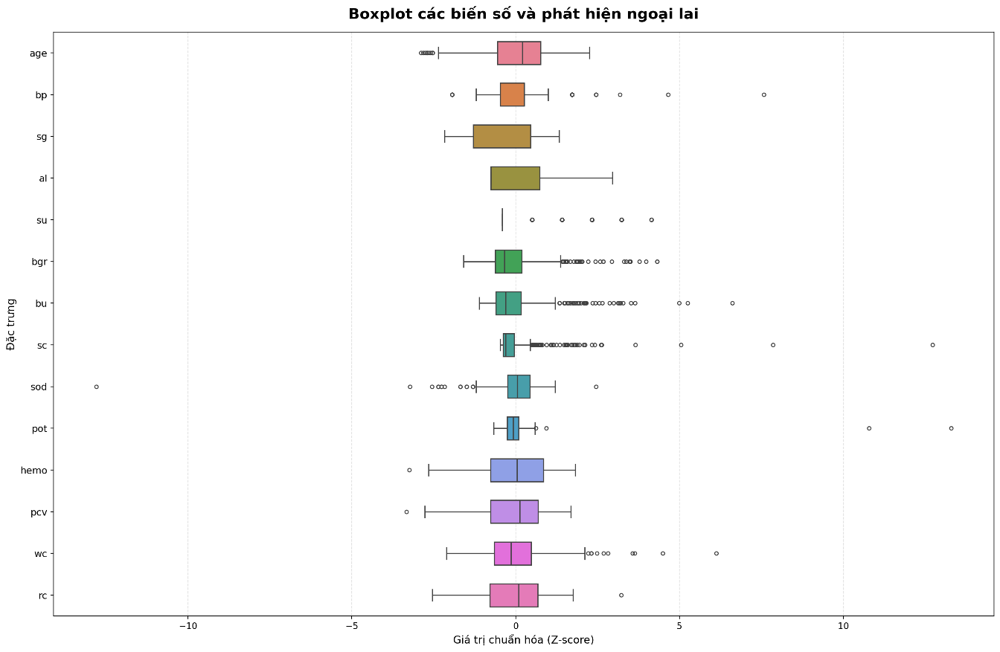 Boxplot các biến số và phát hiện ngoại lai
age
bp
sg
al
su
bgr
bu
sc
sod
pot
hemo
pcv
wc
rc
Đặc trưng
−10
−5
0
5
10
Giá trị chuẩn hóa (Z-score)